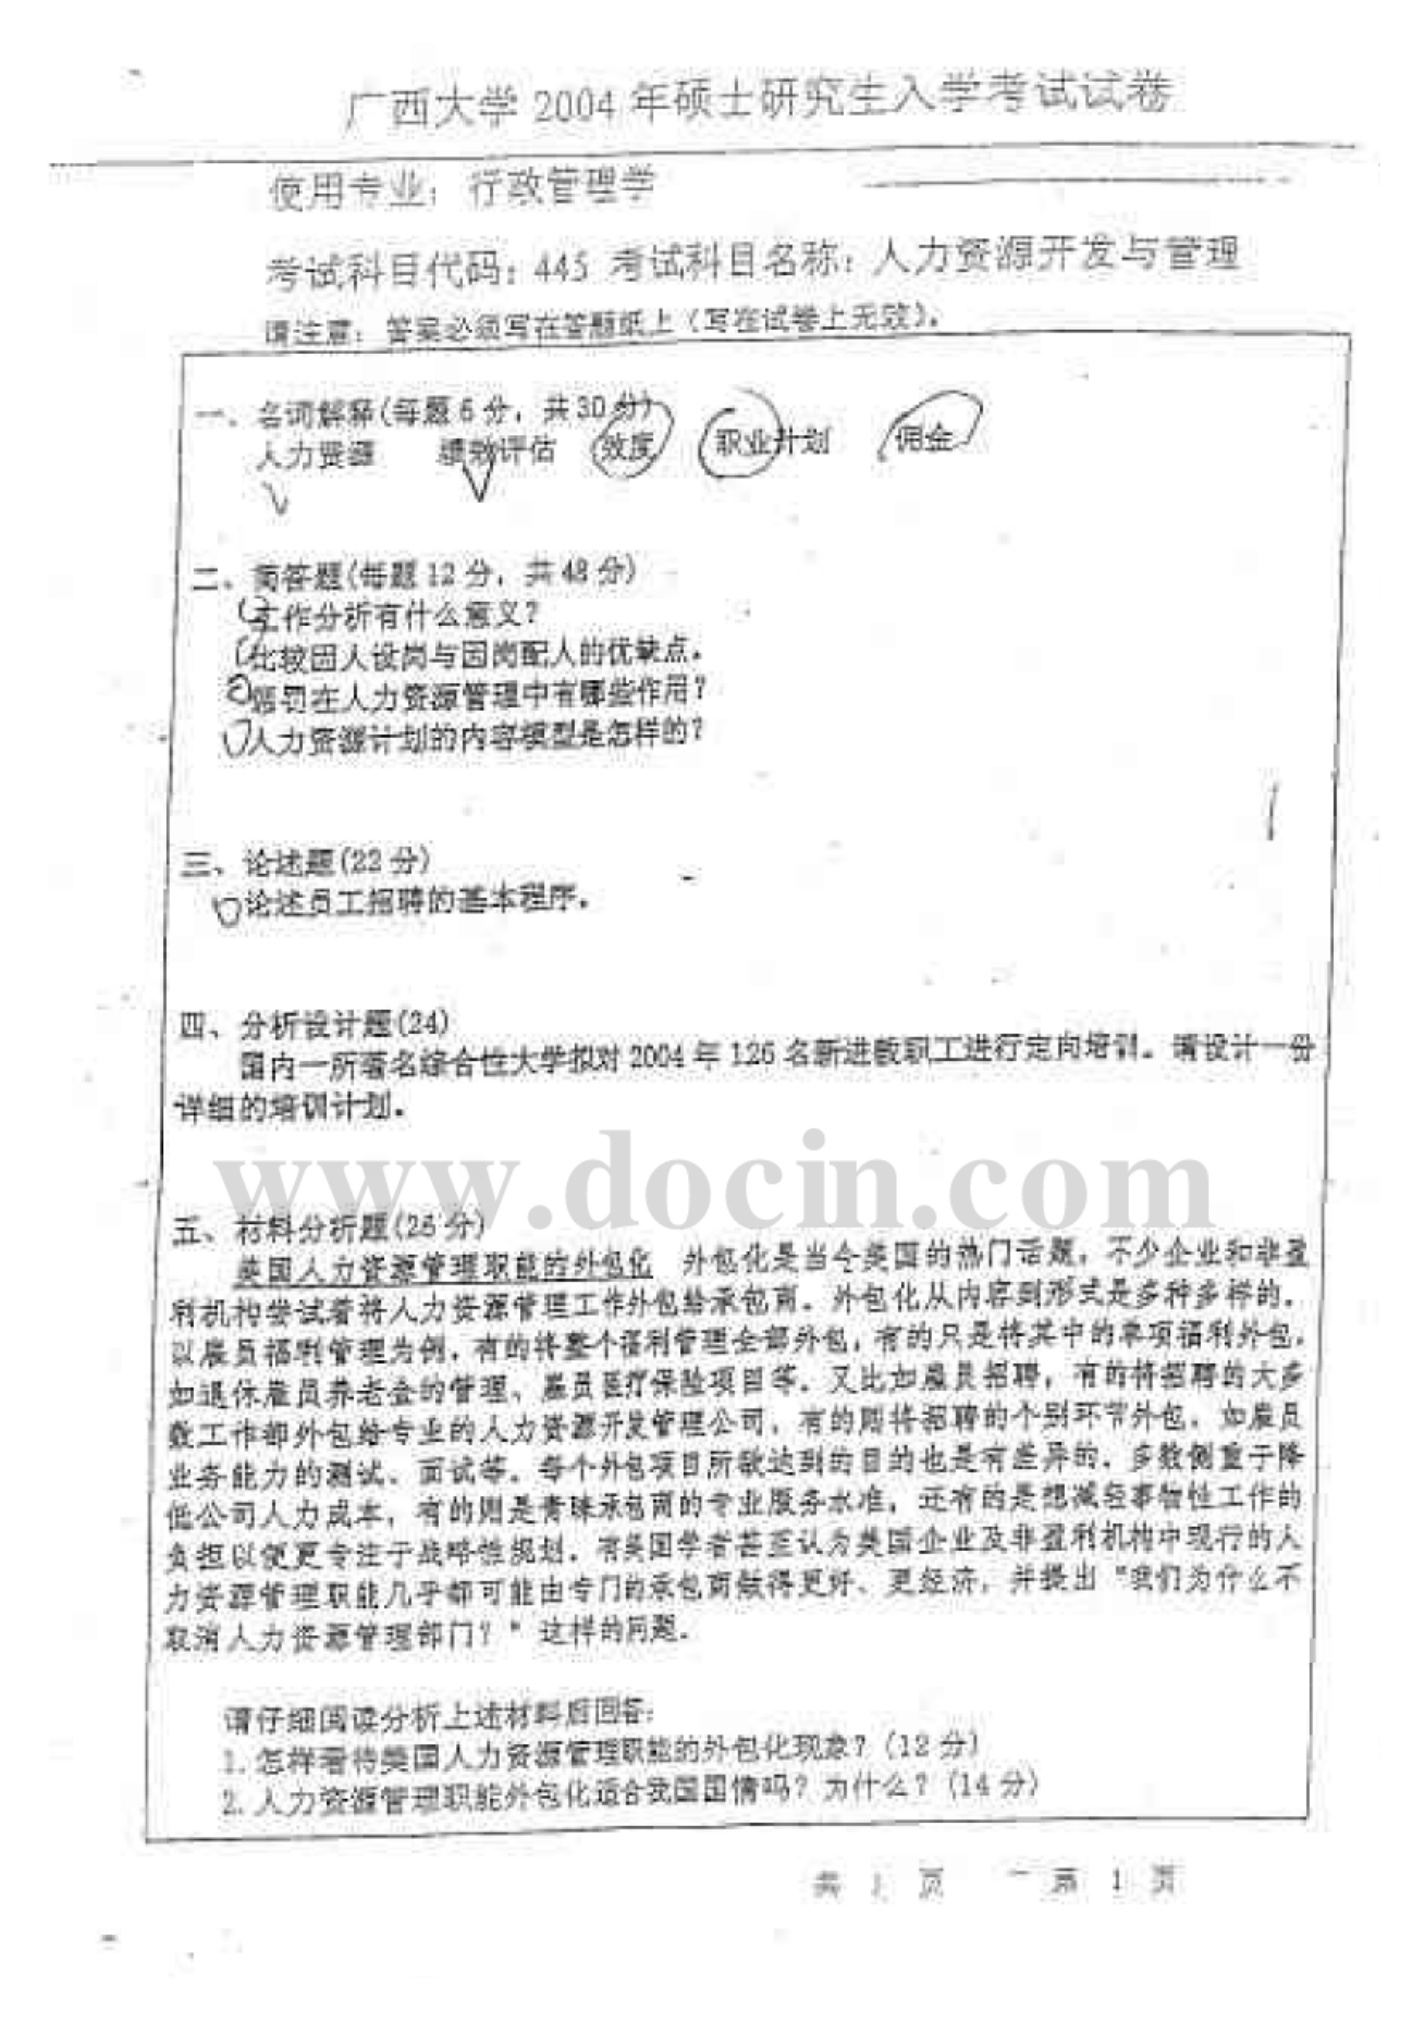 广西大学 2004 年硕士研究生入学考试试卷
使用专业：行政管理学
考试科目代码：445 考试科目名称：人力资源开发与管理
请注意：答案必须写在答题纸上（写在试卷上无效）。
一、名词解释(每题6分，共30分)
人力资源 绩效评估 效度 职业计划 佣金
二、简答题(每题12分，共48分)
工作分析有什么意义？
比较因人设岗与因岗配人的优缺点。
惩罚在人力资源管理中有哪些作用？
人力资源计划的内容模型是怎样的？
三、论述题(22分)
论述员工招聘的基本程序。
四、分析设计题(24)
国内一所著名综合性大学拟对2004年126名新进教职工进行定向培训。请设计一份
详细的培训计划。
www.docin.com
五、材料分析题(26分)
美国人力资源管理职能的外包化 外包化是当今美国的热门话题，不少企业和非盈
利机构尝试着将人力资源管理工作外包给承包商。外包化从内容到形式是多种多样的。
以雇员福利管理为例，有的将整个福利管理全部外包，有的只是将其中的单项福利外包，
如退休雇员养老金的管理、雇员医疗保险项目等。又比如雇员招聘，有的将招聘的大多
数工作都外包给专业的人力资源开发管理公司，有的则将招聘的个别环节外包，如雇员
业务能力的测试、面试等。每个外包项目所欲达到的目的也是有差异的，多数侧重于降
低公司人力成本，有的则是青睐承包商的专业服务水准，还有的是想减轻事物性工作的
负担以便更专注于战略性规划。有美国学者甚至认为美国企业及非盈利机构中现行的人
力资源管理职能几乎都可能由专门的承包商做得更好、更经济，并提出“我们为什么不
取消人力资源管理部门？”这样的问题。
请仔细阅读分析上述材料后回答：
1. 怎样看待美国人力资源管理职能的外包化现象？(12分)
2. 人力资源管理职能外包化适合我国国情吗？为什么？(14分)
共 1 页 第 1 页